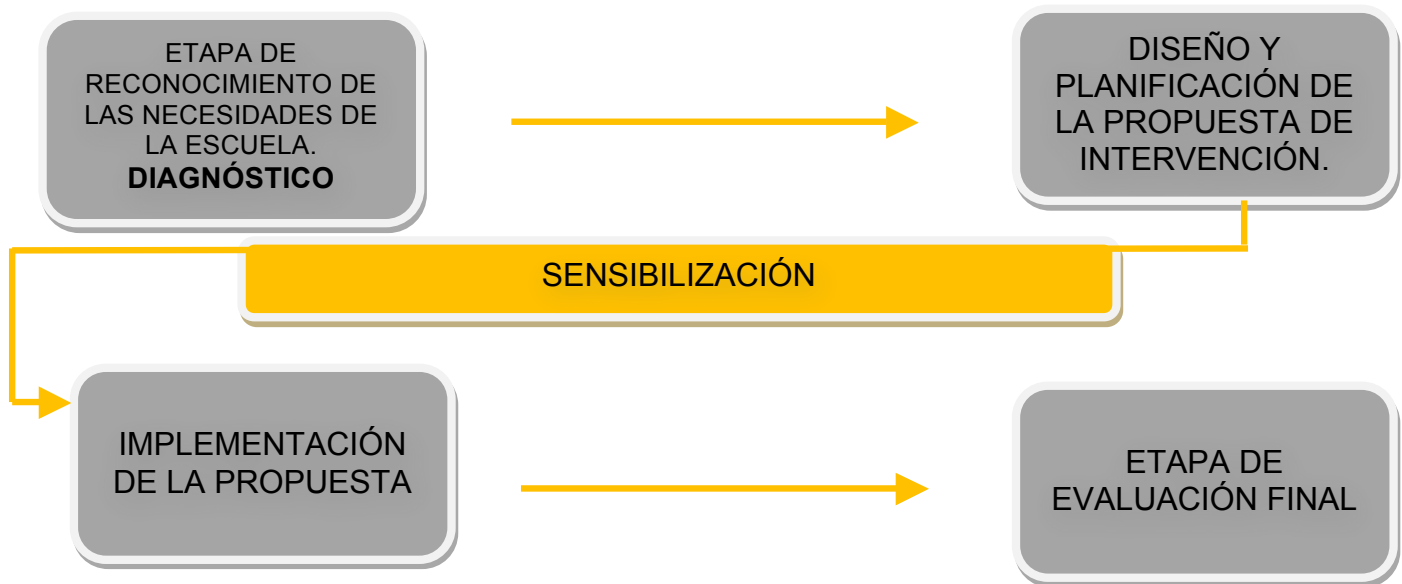 ETAPA DE
RECONOCIMIENTO DE
LAS NECESIDADES DE
LA ESCUELA.
DIAGNÓSTICO
DISEÑO Y
PLANIFICACIÓN DE
LA PROPUESTA DE
INTERVENCIÓN.
SENSIBILIZACIÓN
IMPLEMENTACIÓN
DE LA PROPUESTA
ETAPA DE
EVALUACIÓN FINAL